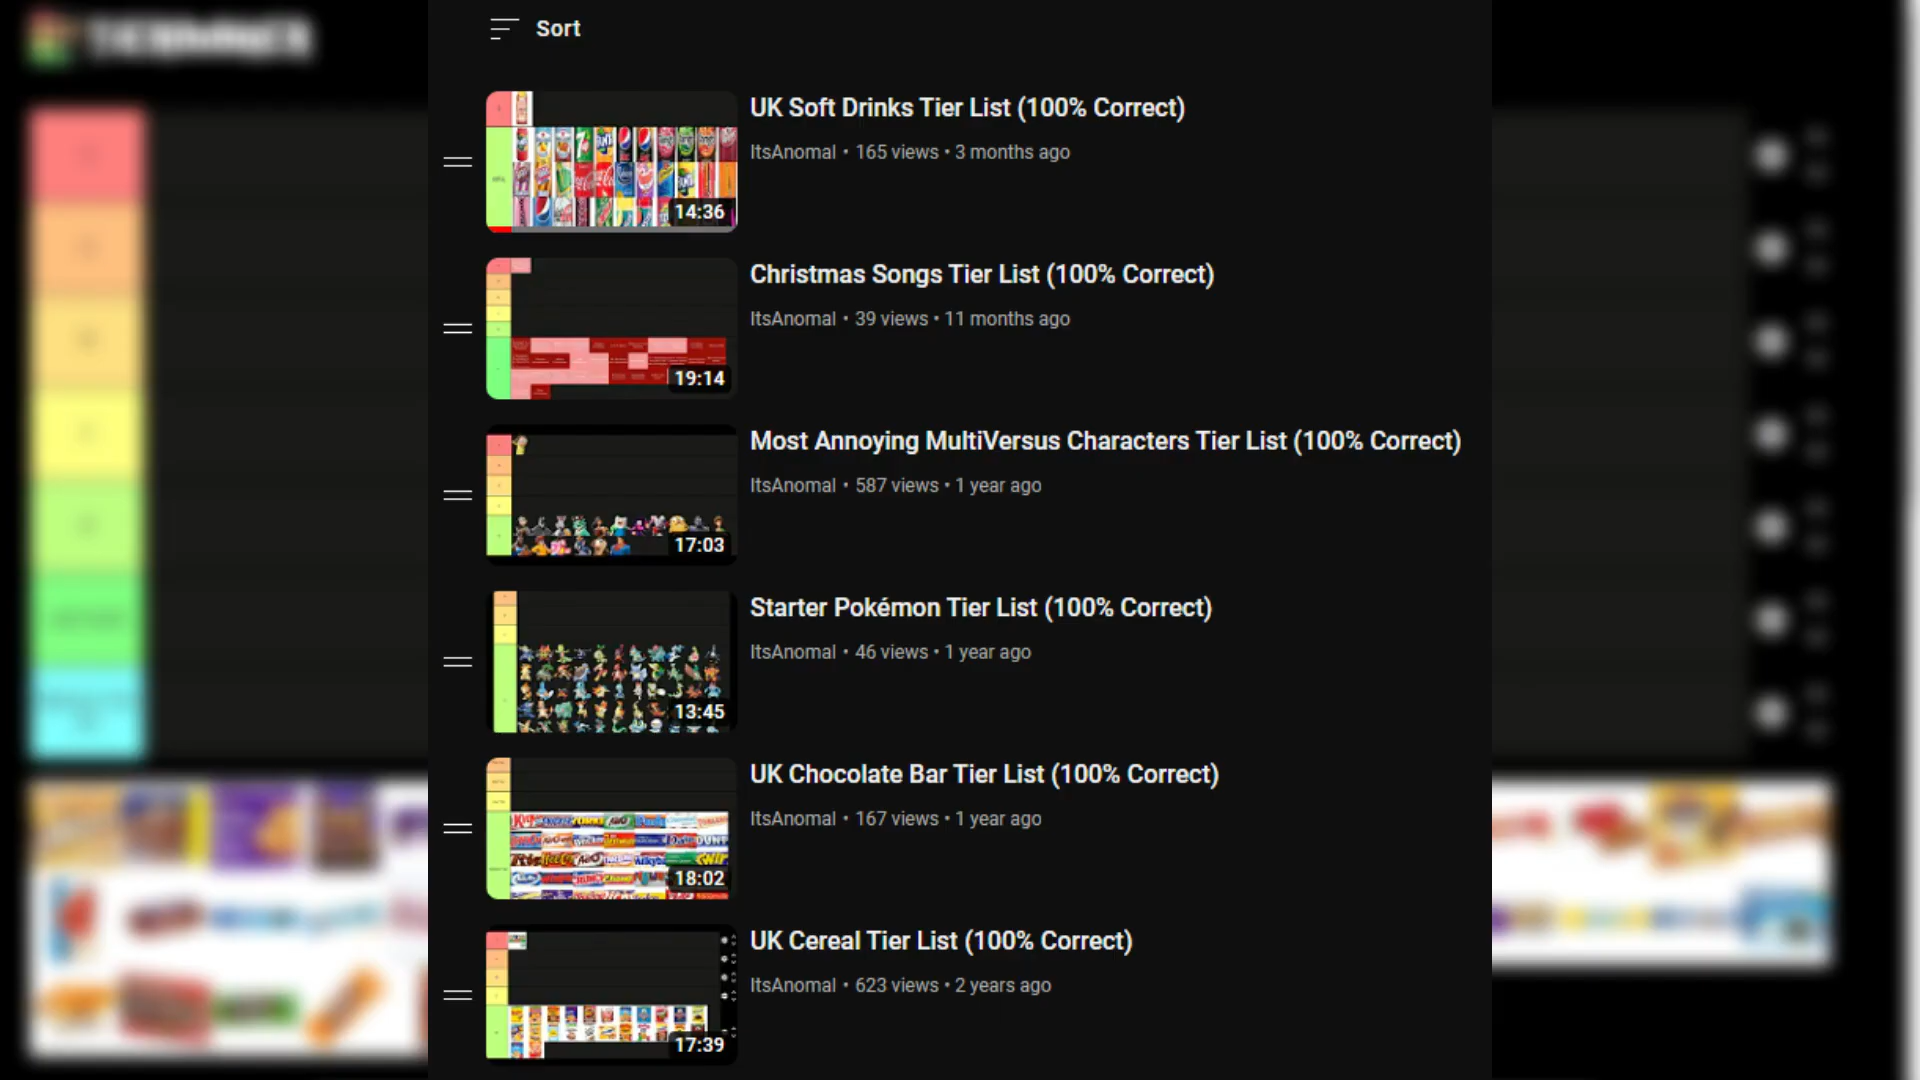 Sort
UK Soft Drinks Tier List (100% Correct)
ItsAnomal • 165 views • 3 months ago
14:36
Christmas Songs Tier List (100% Correct)
ItsAnomal • 39 views • 11 months ago
19:14
Most Annoying MultiVersus Characters Tier List (100% Correct)
ItsAnomal • 587 views • 1 year ago
17:03
Starter Pokémon Tier List (100% Correct)
ItsAnomal • 46 views • 1 year ago
13:45
UK Chocolate Bar Tier List (100% Correct)
ItsAnomal • 167 views • 1 year ago
18:02
UK Cereal Tier List (100% Correct)
ItsAnomal • 623 views • 2 years ago
17:39